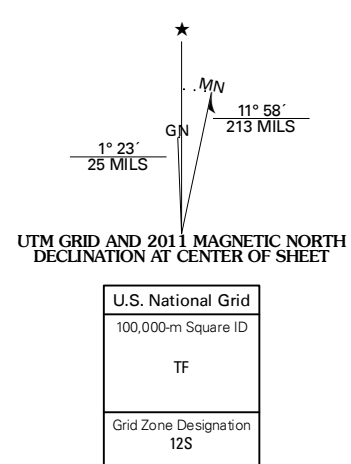 ★
MN
11° 58´
213 MILS
GN
1° 23´
25 MILS
UTM GRID AND 2011 MAGNETIC NORTH
DECLINATION AT CENTER OF SHEET
U.S. National Grid
100,000-m Square ID
TF
Grid Zone Designation
12S